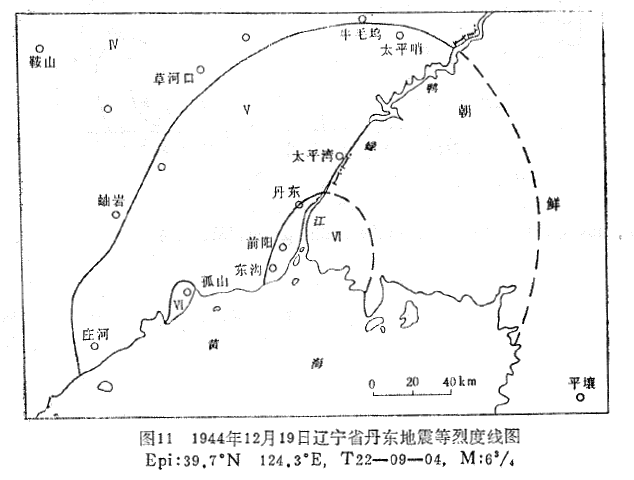 牛毛坞
太平哨
鞍山
Ⅳ
草河口
鸭
Ⅴ
朝
绿
太平湾
丹东
岫岩
鲜
江
前阳
Ⅵ
东沟
孤山
Ⅵ
庄河
黄
海
0 20 40km
平壤
图11 1944年12月19日辽宁省丹东地震等烈度线图
Epi:39.7°N 124.3°E, T22—09—04, M:6³/₄